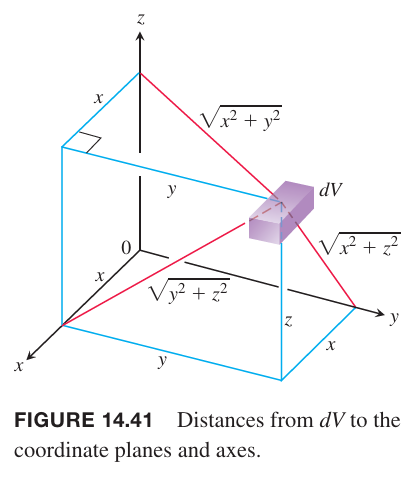 z
x
√x² + y²
y
dV
0
√x² + z²
x
√y² + z²
z
y
x
x
y
FIGURE 14.41 Distances from dV to the
coordinate planes and axes.